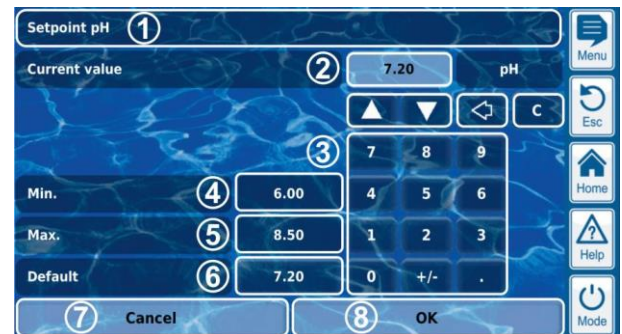 Setpoint pH 1
Menu
Current value 2 7.20 pH
C
Esc
3 7 8 9
Home
Min. 4 6.00 4 5 6
Max. 5 8.50 1 2 3
Help
Default 6 7.20 0 +/- .
7 Cancel 8 OK
Mode